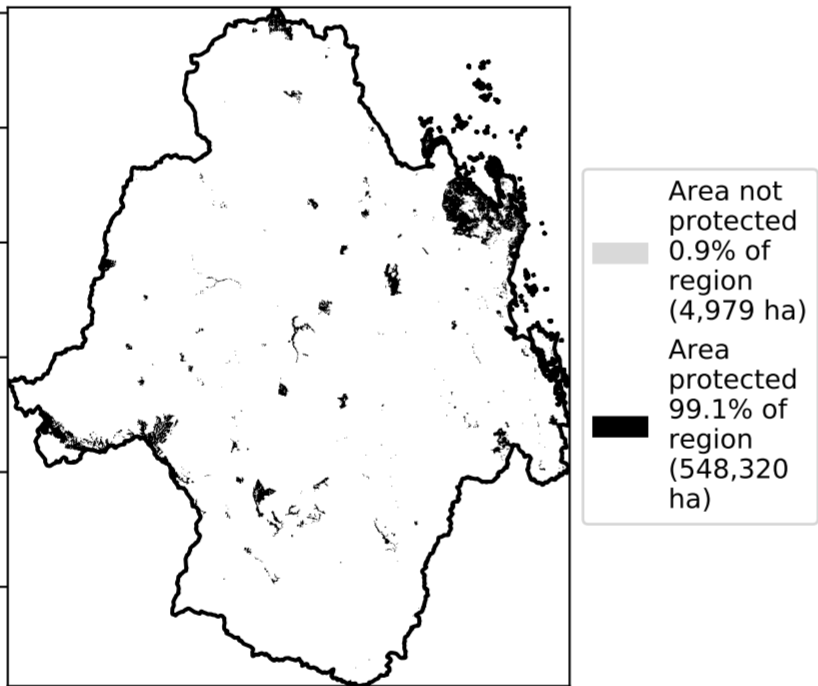 Area not
protected
0.9% of
region
(4,979 ha)
Area
protected
99.1% of
region
(548,320
ha)